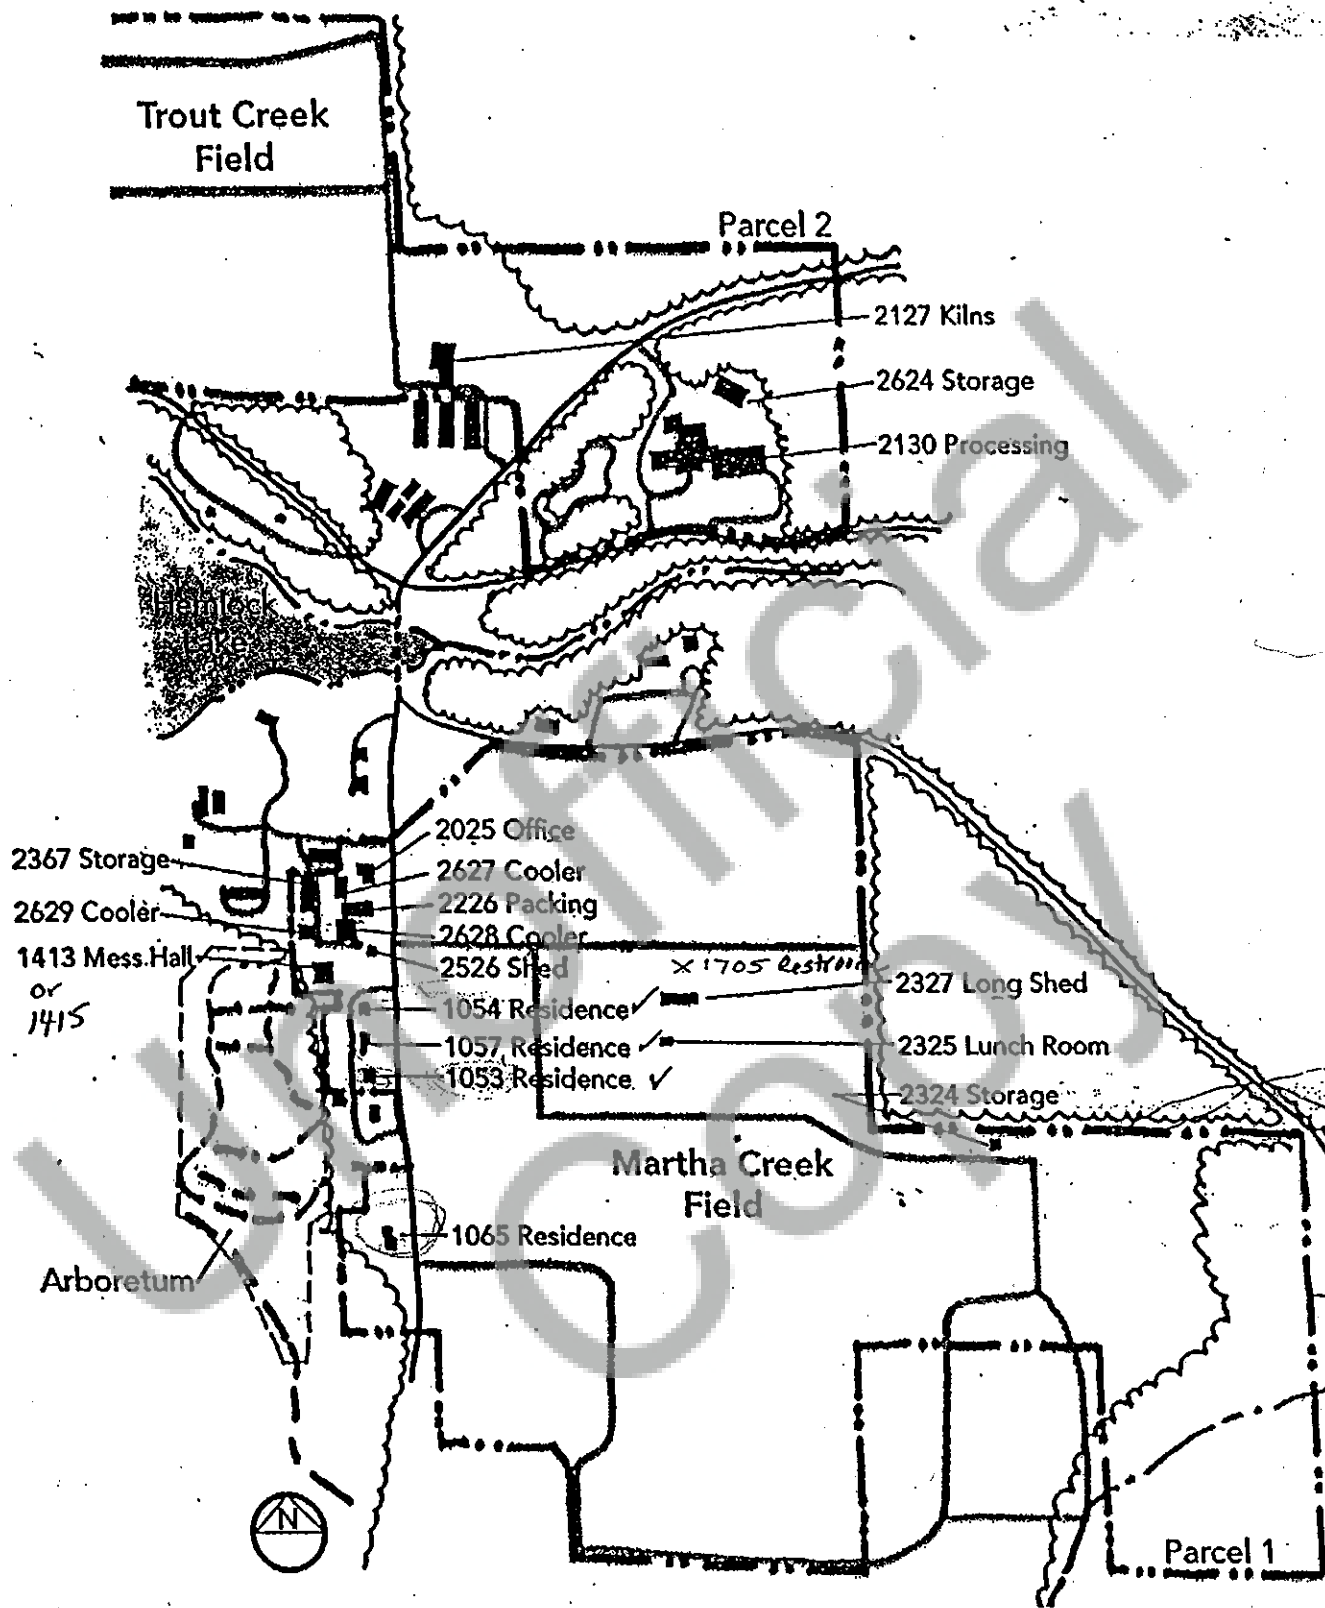 Trout Creek
Field
Parcel 2
2127 Kilns
2624 Storage
2130 Processing
Hemlock
Lake
2025 Office
2367 Storage
2627 Cooler
2226 Packing
2629 Cooler
2628 Cooler
1413 Mess Hall
or
1415
2526 Shed
X 1705 Restroom
2327 Long Shed
1054 Residence ✓
1057 Residence ✓
2325 Lunch Room
1053 Residence ✓
2324 Storage
Martha Creek
Field
1065 Residence
Arboretum
N
Parcel 1
Unofficial
Copy